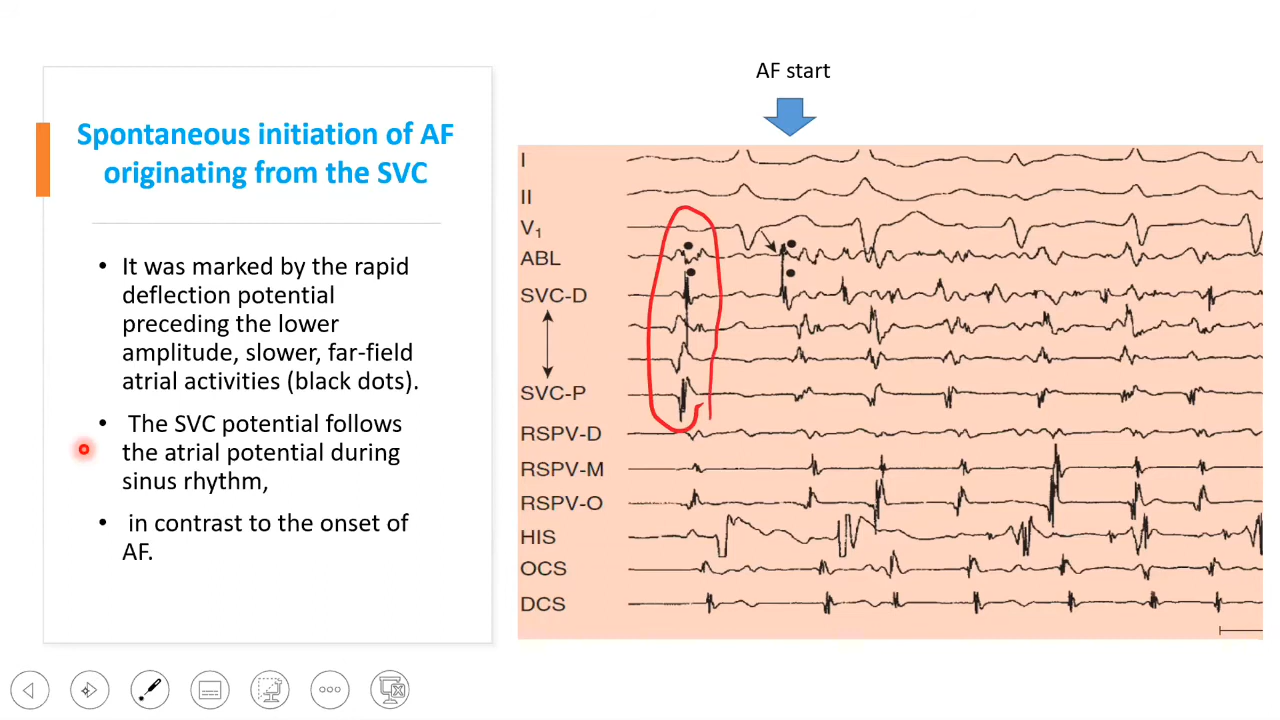 AF start
Spontaneous initiation of AF
originating from the SVC
• It was marked by the rapid
deflection potential
preceding the lower
amplitude, slower, far-field
atrial activities (black dots).
• The SVC potential follows
the atrial potential during
sinus rhythm,
• in contrast to the onset of
AF.
I
II
V₁
ABL
SVC-D
SVC-P
RSPV-D
RSPV-M
RSPV-O
HIS
OCS
DCS